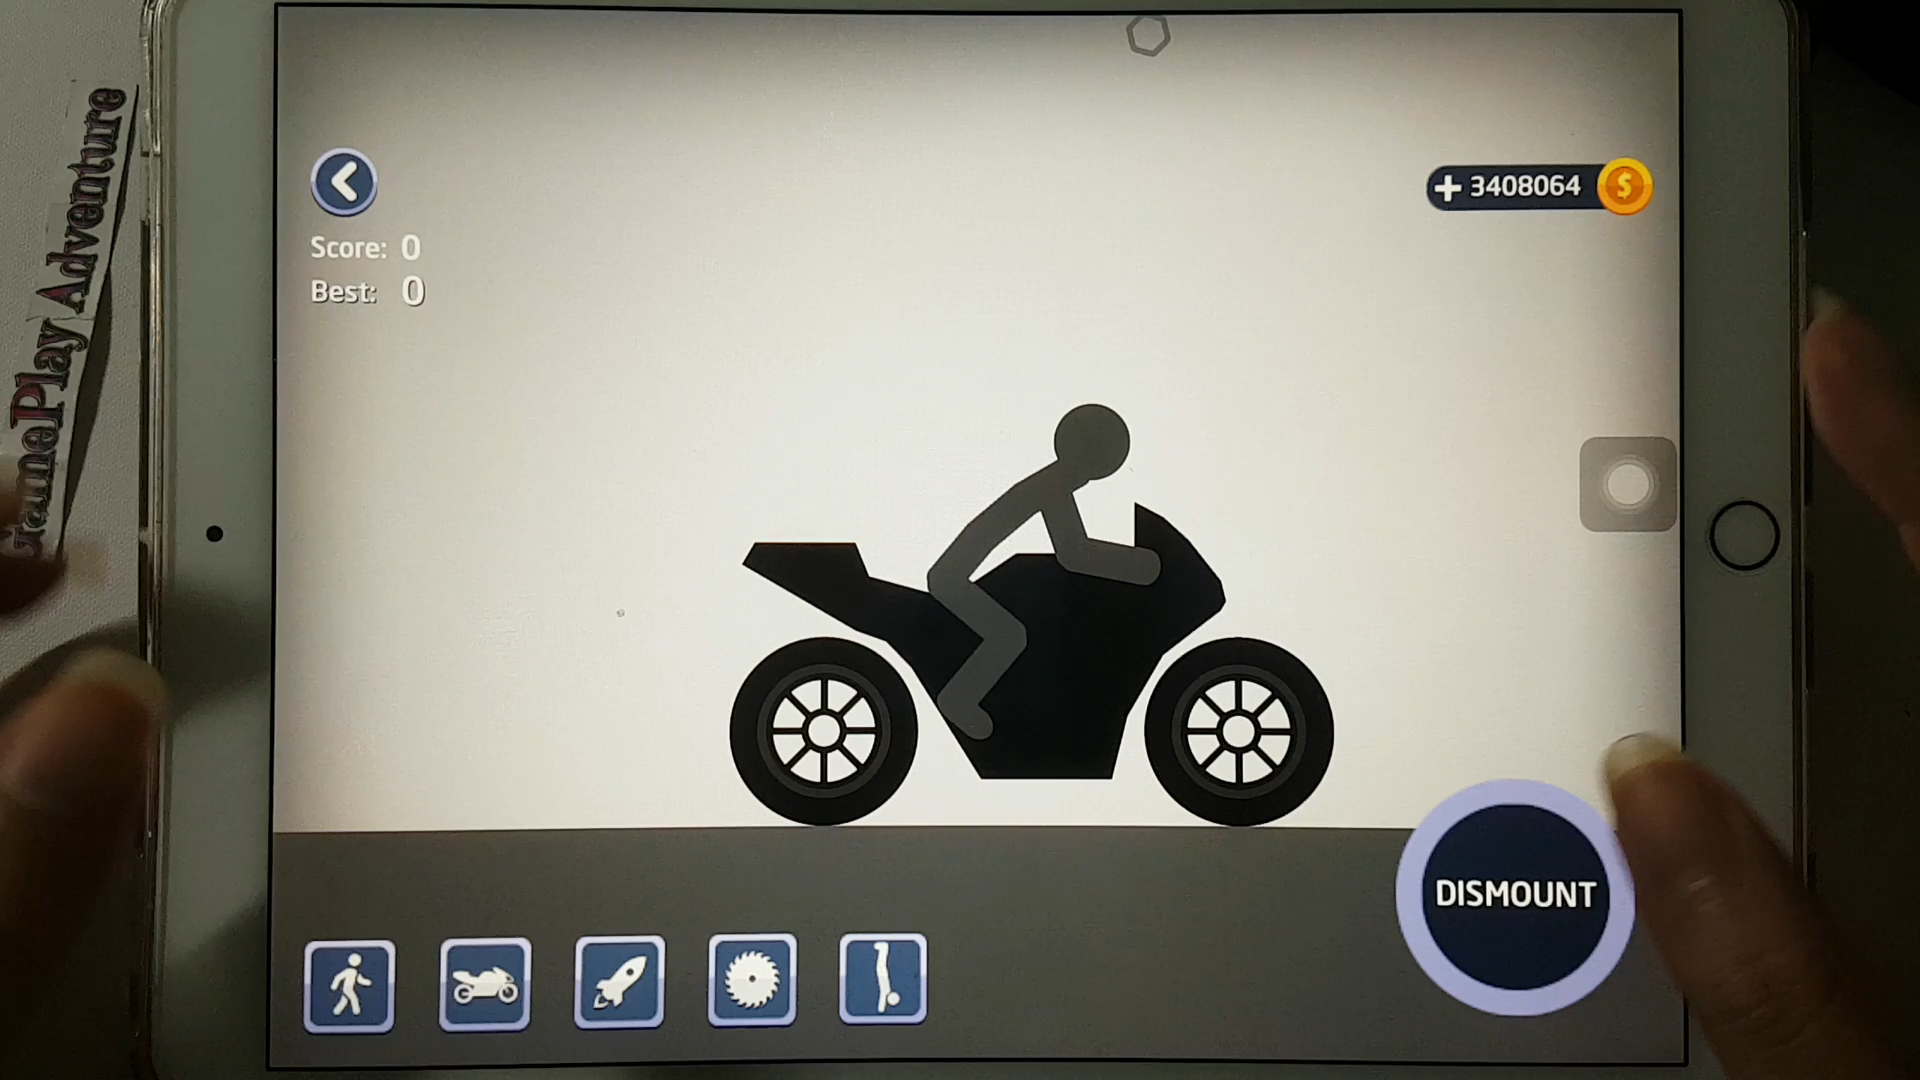 GamePlay Adventure
3408064
Score: 0
Best: 0
DISMOUNT